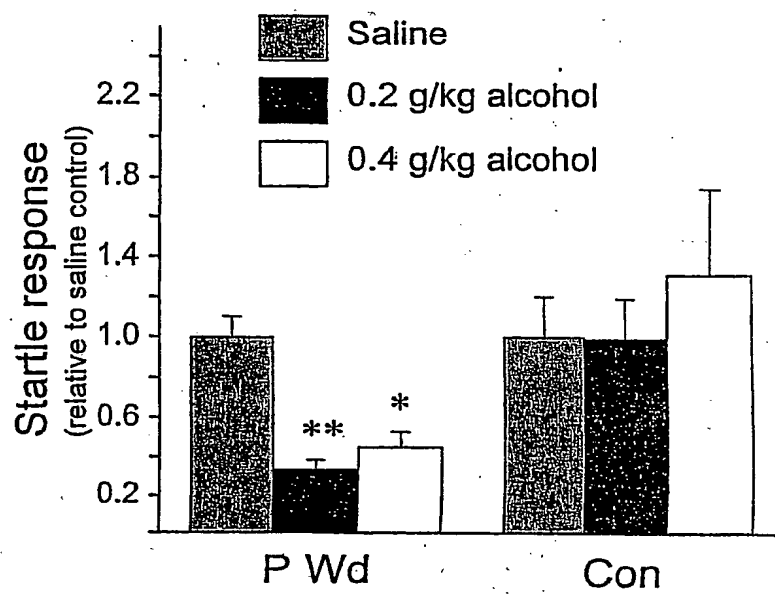 Saline
0.2 g/kg alcohol
0.4 g/kg alcohol
Startle response
(relative to saline control)
2.2
1.8
1.4
1.0
0.6
0.2
**
*
P Wd
Con